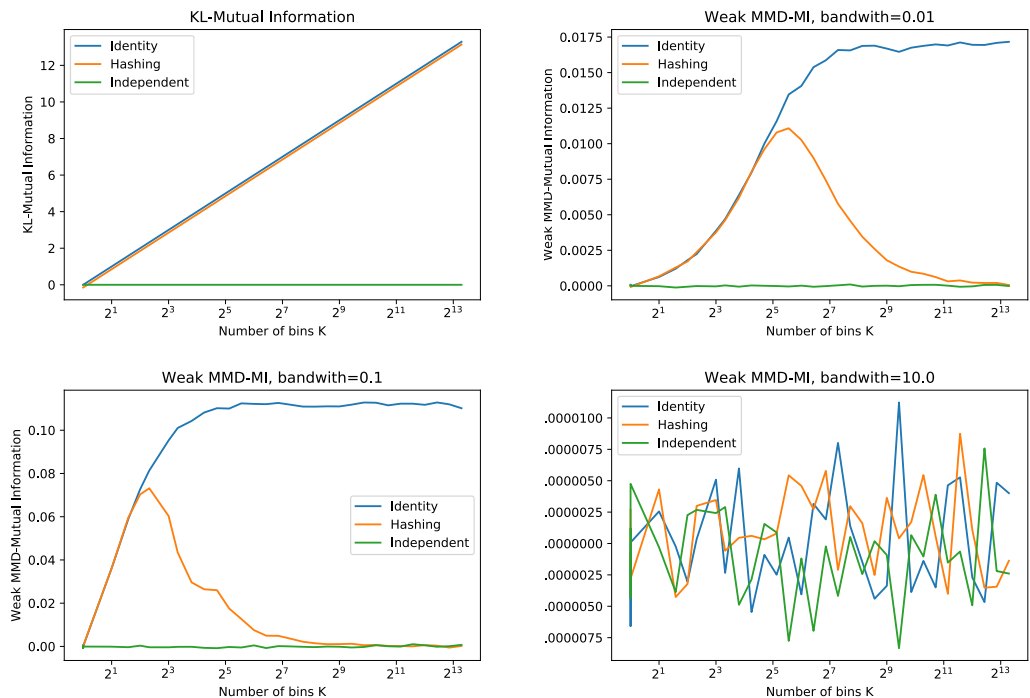 KL-Mutual Information
Identity
Hashing
Independent
KL-Mutual Information
12
10
8
6
4
2
0
2^1 2^3 2^5 2^7 2^9 2^11 2^13
Number of bins K
Weak MMD-MI, bandwith=0.01
Identity
Hashing
Independent
Weak MMD-Mutual Information
0.0175
0.0150
0.0125
0.0100
0.0075
0.0050
0.0025
0.0000
2^1 2^3 2^5 2^7 2^9 2^11 2^13
Number of bins K
Weak MMD-MI, bandwith=0.1
Identity
Hashing
Independent
Weak MMD-Mutual Information
0.10
0.08
0.06
0.04
0.02
0.00
2^1 2^3 2^5 2^7 2^9 2^11 2^13
Number of bins K
Weak MMD-MI, bandwith=10.0
Identity
Hashing
Independent
.0000100
.0000075
.0000050
.0000025
.0000000
.0000025
.0000050
.0000075
2^1 2^3 2^5 2^7 2^9 2^11 2^13
Number of bins K